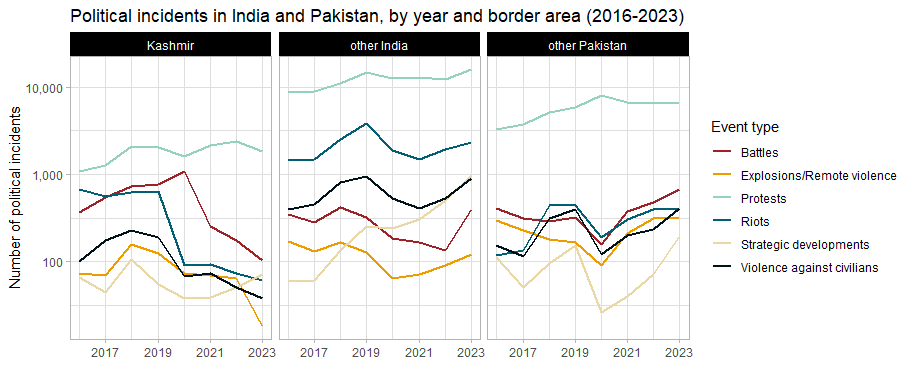 Political incidents in India and Pakistan, by year and border area (2016-2023)
Kashmir
other India
other Pakistan
Number of political incidents
10,000
1,000
100
2017
2019
2021
2023
2017
2019
2021
2023
2017
2019
2021
2023
Event type
Battles
Explosions/Remote violence
Protests
Riots
Strategic developments
Violence against civilians